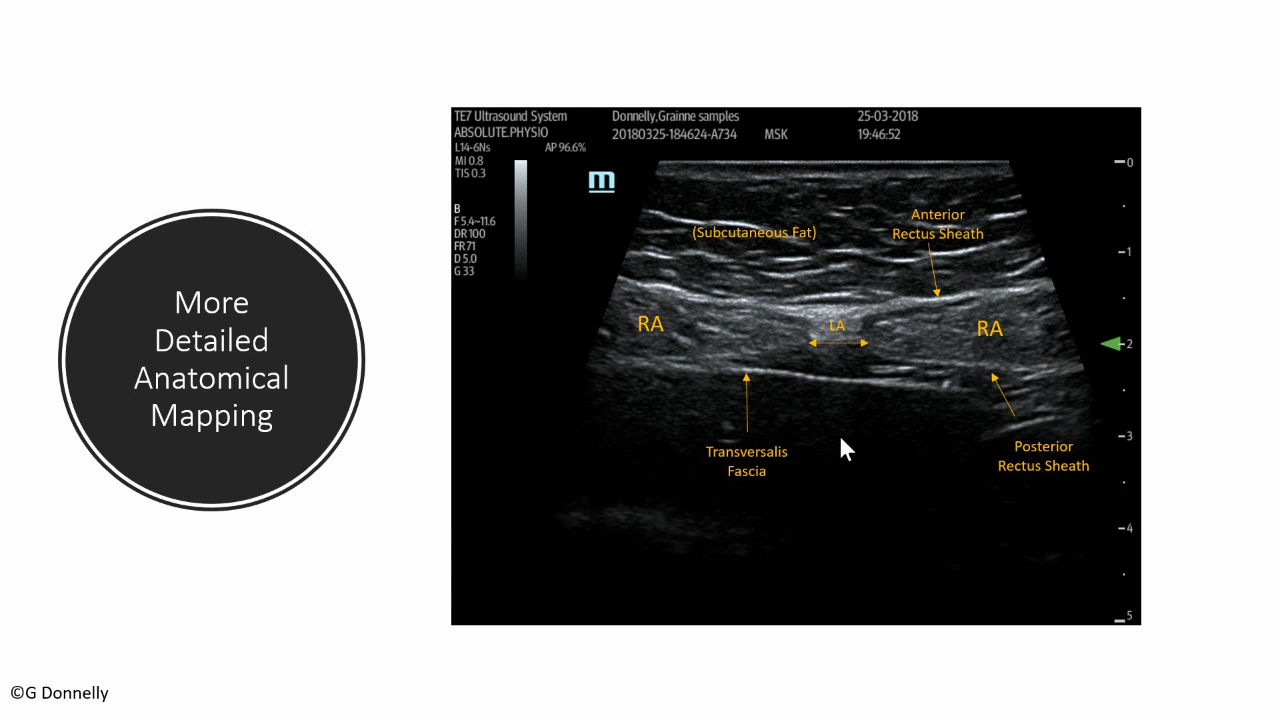 More
Detailed
Anatomical
Mapping
TE7 Ultrasound System
Donnelly,Grainne samples
25-03-2018
ABSOLUTE.PHYSIO
20180325-184624-A734
MSK
19:46:52
L14-6Ns
AP 96.6%
MI 0.8
TIS 0.3
m
B
F 5.4~11.6
DR 100
FR 71
D 5.0
G 33
0
1
2
3
4
5
(Subcutaneous Fat)
Anterior
Rectus Sheath
RA
LA
RA
Transversalis
Fascia
Posterior
Rectus Sheath
©G Donnelly